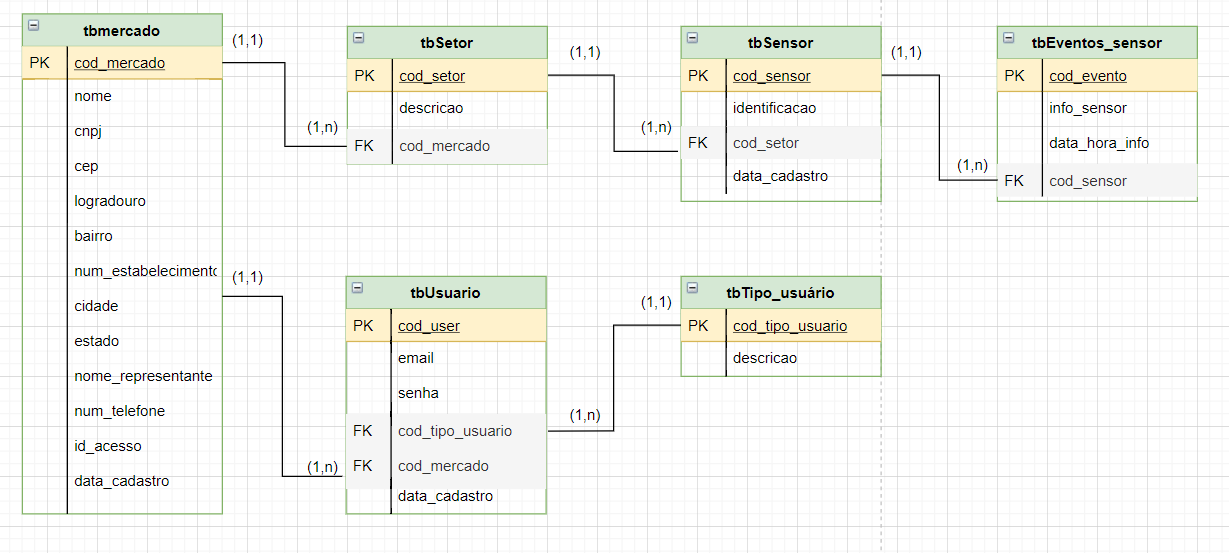 tbmercado
PK cod_mercado
nome
cnpj
cep
logradouro
bairro
num_estabelecimento
cidade
estado
nome_representante
num_telefone
id_acesso
data_cadastro
(1,1)
(1,n)
tbSetor
PK cod_setor
descricao
FK cod_mercado
(1,1)
(1,n)
tbSensor
PK cod_sensor
identificacao
FK cod_setor
data_cadastro
(1,1)
(1,n)
tbEventos_sensor
PK cod_evento
info_sensor
data_hora_info
FK cod_sensor
(1,1)
(1,n)
tbUsuario
PK cod_user
email
senha
FK cod_tipo_usuario
FK cod_mercado
data_cadastro
(1,n)
(1,1)
tbTipo_usuário
PK cod_tipo_usuario
descricao